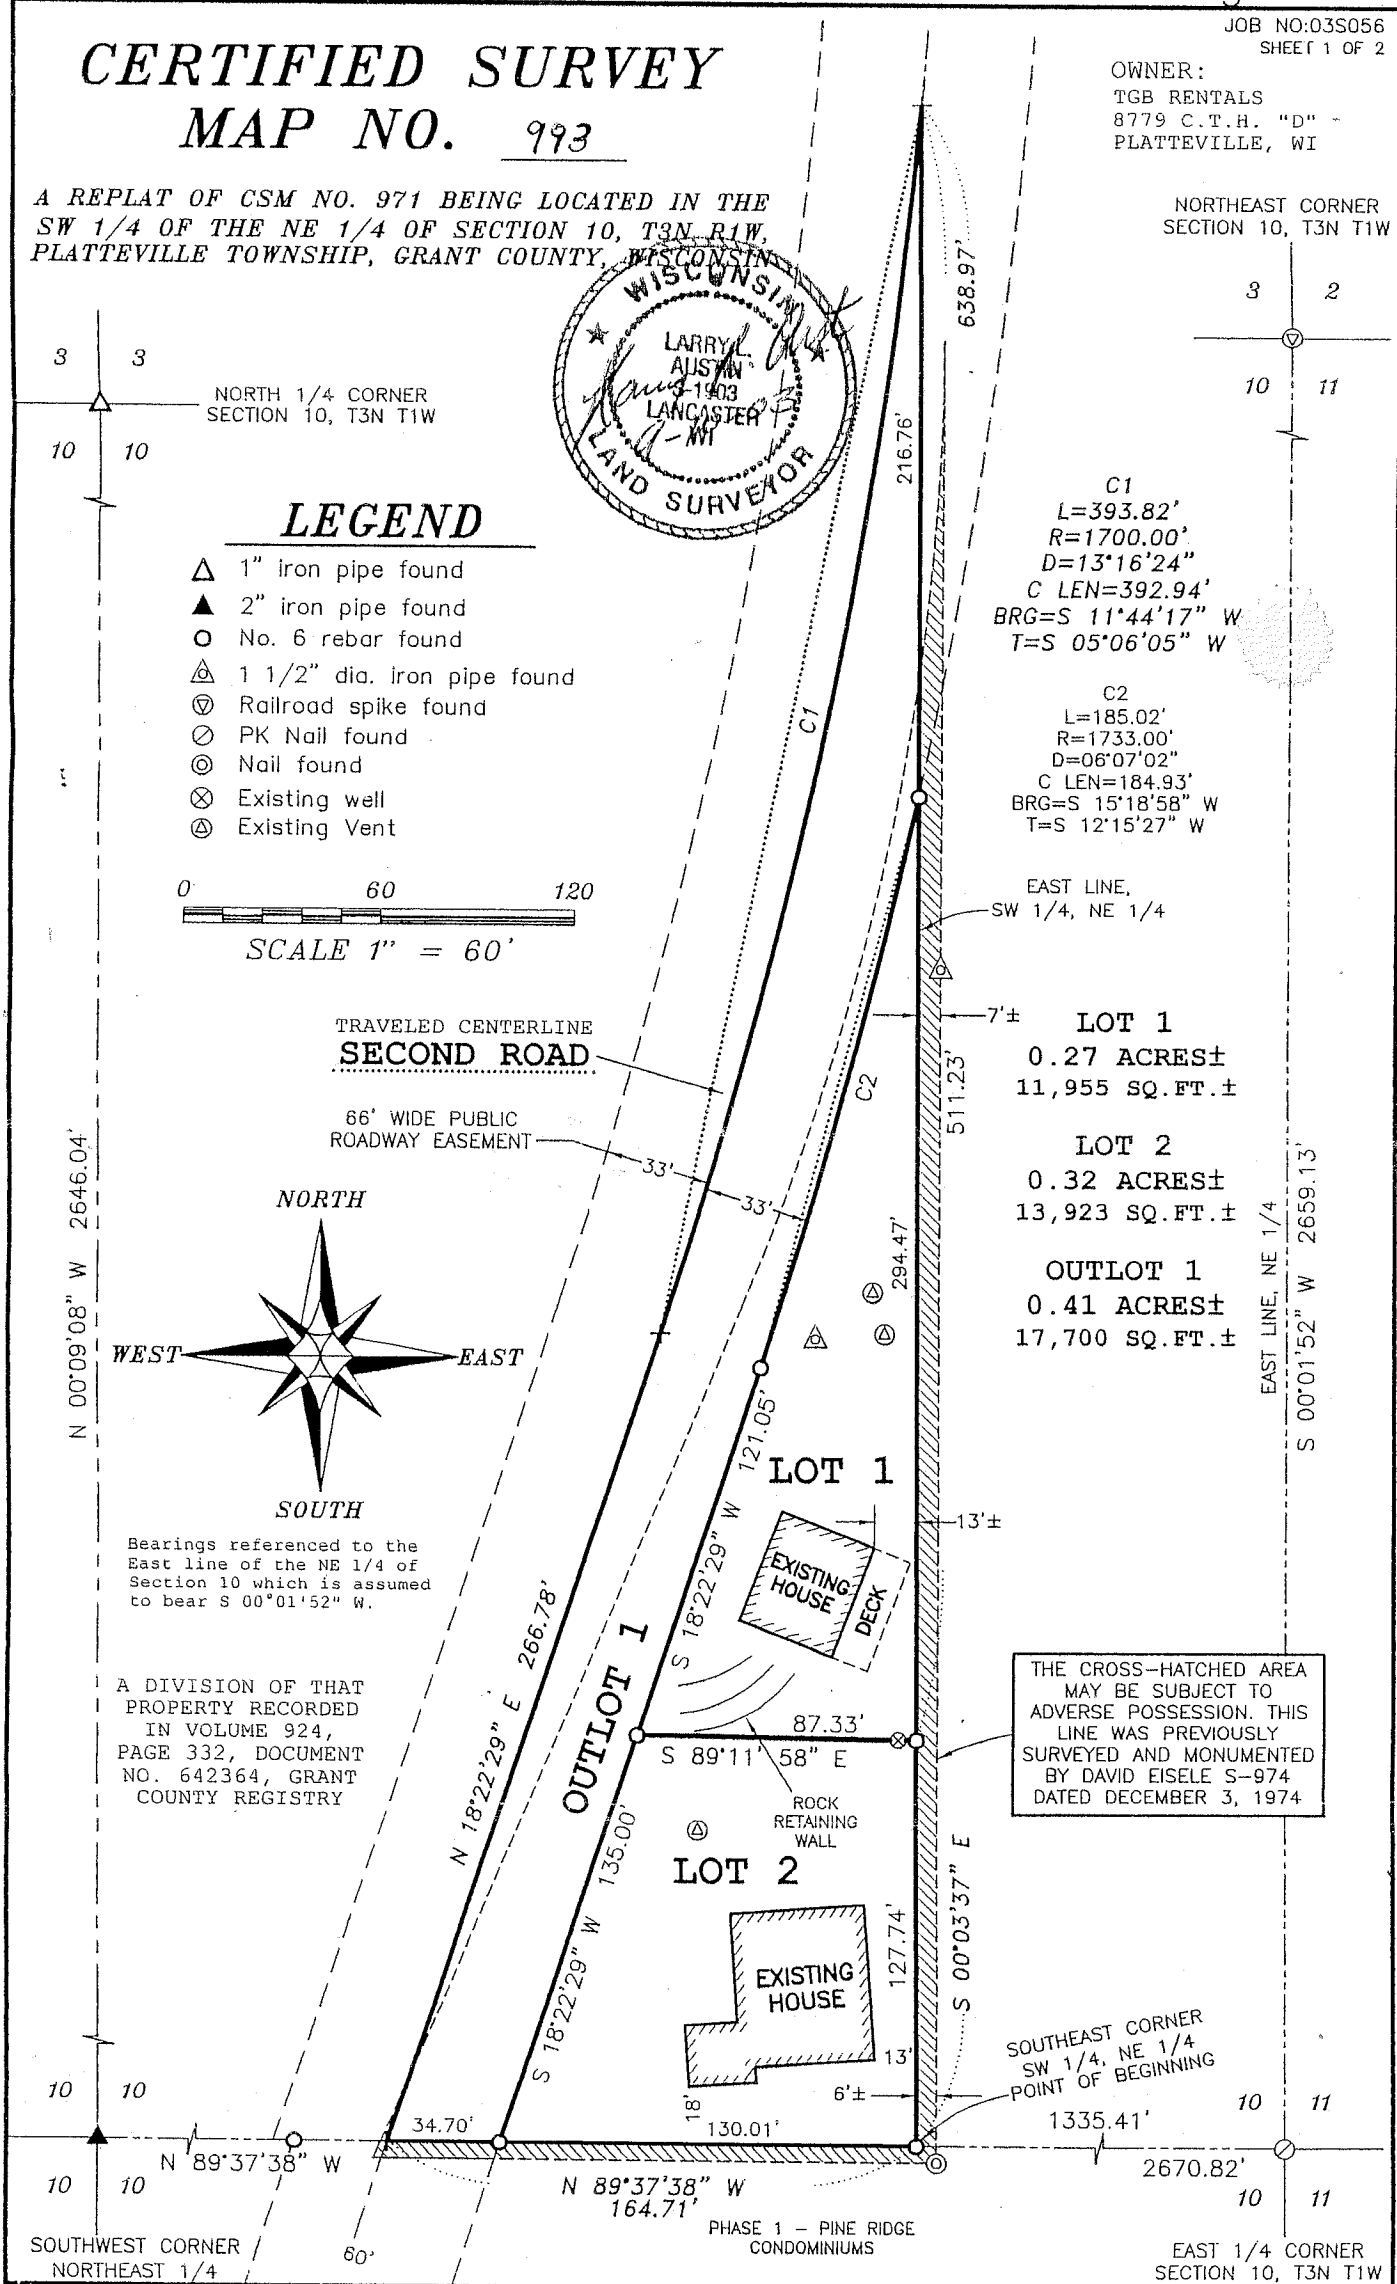 JOB NO:03S056
SHEET 1 OF 2
CERTIFIED SURVEY
MAP NO. 993
OWNER:
TGB RENTALS
8779 C.T.H. "D"
PLATTEVILLE, WI
A REPLAT OF CSM NO. 971 BEING LOCATED IN THE
SW 1/4 OF THE NE 1/4 OF SECTION 10, T3N R1W,
PLATTEVILLE TOWNSHIP, GRANT COUNTY, WISCONSIN
NORTHEAST CORNER
SECTION 10, T3N T1W
3 2
10 11
WISCONSIN
LARRY L.
AUSTIN
S-1903
LANCASTER
WI
LAND SURVEYOR
3 3
10 10
NORTH 1/4 CORNER
SECTION 10, T3N T1W
638.97'
216.76'
LEGEND
1" iron pipe found
2" iron pipe found
No. 6 rebar found
1 1/2" dia. iron pipe found
Railroad spike found
PK Nail found
Nail found
Existing well
Existing Vent
C1
L=393.82'
R=1700.00'
D=13°16'24"
C LEN=392.94'
BRG=S 11°44'17" W
T=S 05°06'05" W
C2
L=185.02'
R=1733.00'
D=06°07'02"
C LEN=184.93'
BRG=S 15°18'58" W
T=S 12°15'27" W
C1
0 60 120
SCALE 1" = 60'
EAST LINE,
SW 1/4, NE 1/4
TRAVELED CENTERLINE
SECOND ROAD
66' WIDE PUBLIC
ROADWAY EASEMENT
33'
33'
C2
7'±
511.23'
294.47'
LOT 1
0.27 ACRES±
11,955 SQ.FT.±
LOT 2
0.32 ACRES±
13,923 SQ.FT.±
OUTLOT 1
0.41 ACRES±
17,700 SQ.FT.±
N 00°09'08" W 2646.04'
EAST LINE, NE 1/4
S 00°01'52" W 2659.13'
NORTH
WEST
EAST
SOUTH
Bearings referenced to the
East line of the NE 1/4 of
Section 10 which is assumed
to bear S 00°01'52" W.
A DIVISION OF THAT
PROPERTY RECORDED
IN VOLUME 924,
PAGE 332, DOCUMENT
NO. 642364, GRANT
COUNTY REGISTRY
LOT 1
S 18°22'29" W 121.05'
13'±
EXISTING
HOUSE
DECK
N 18°22'29" E 266.78'
OUTLOT 1
87.33'
S 89°11'58" E
ROCK
RETAINING
WALL
THE CROSS-HATCHED AREA
MAY BE SUBJECT TO
ADVERSE POSSESSION. THIS
LINE WAS PREVIOUSLY
SURVEYED AND MONUMENTED
BY DAVID EISELE S-974
DATED DECEMBER 3, 1974
LOT 2
S 18°22'29" W 135.00'
EXISTING
HOUSE
127.74'
S 00°03'37" E
13'
18'
6'±
SOUTHEAST CORNER
SW 1/4, NE 1/4
POINT OF BEGINNING
10 10
10 10
N 89°37'38" W
34.70'
130.01'
N 89°37'38" W
164.71'
1335.41'
2670.82'
10 11
10 11
SOUTHWEST CORNER
NORTHEAST 1/4
60'
PHASE 1 - PINE RIDGE
CONDOMINIUMS
EAST 1/4 CORNER
SECTION 10, T3N T1W